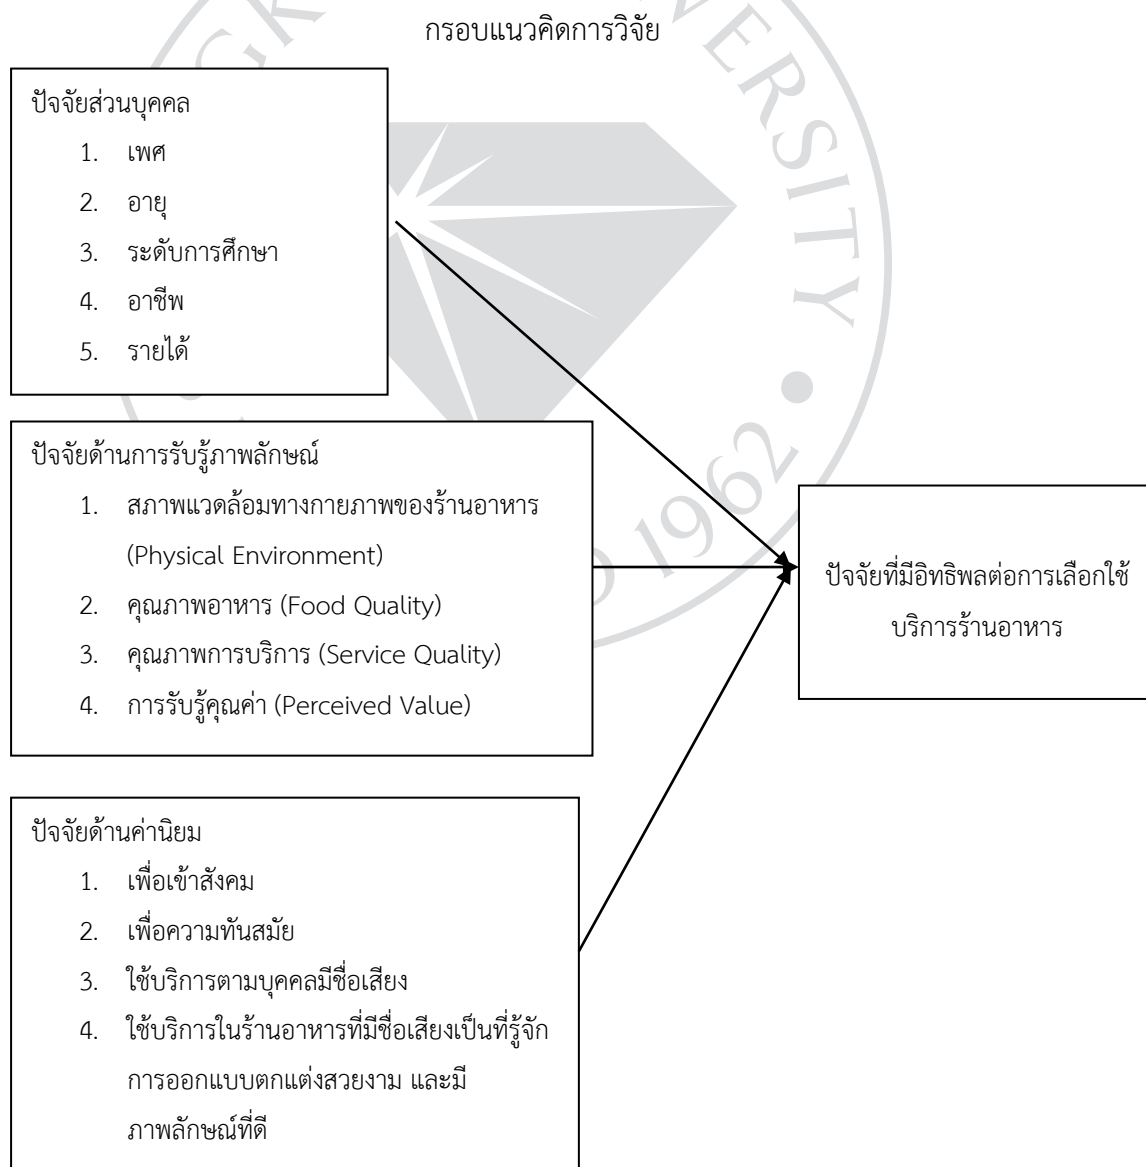 กรอบแนวคิดการวิจัย
ปัจจัยส่วนบุคคล
1. เพศ
2. อายุ
3. ระดับการศึกษา
4. อาชีพ
5. รายได้
ปัจจัยด้านการรับรู้ภาพลักษณ์
1. สภาพแวดล้อมทางกายภาพของร้านอาหาร
(Physical Environment)
2. คุณภาพอาหาร (Food Quality)
3. คุณภาพการบริการ (Service Quality)
4. การรับรู้คุณค่า (Perceived Value)
ปัจจัยที่มีอิทธิพลต่อการเลือกใช้
บริการร้านอาหาร
ปัจจัยด้านค่านิยม
1. เพื่อเข้าสังคม
2. เพื่อความทันสมัย
3. ใช้บริการตามบุคคลมีชื่อเสียง
4. ใช้บริการในร้านอาหารที่มีชื่อเสียงเป็นที่รู้จัก
การออกแบบตกแต่งสวยงาม และมี
ภาพลักษณ์ที่ดี
1962